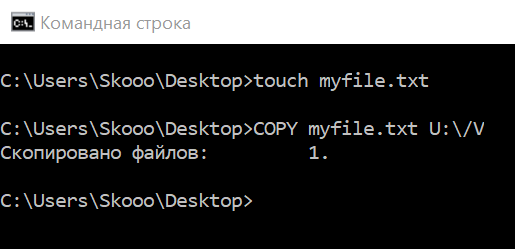 Командная строка
C:\Users\Skooo\Desktop>touch myfile.txt
C:\Users\Skooo\Desktop>COPY myfile.txt U:\/V
Скопировано файлов:         1.
C:\Users\Skooo\Desktop>